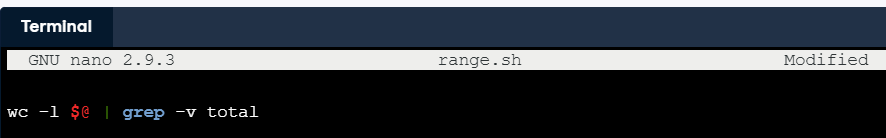 Terminal
GNU nano 2.9.3 range.sh Modified
wc -l $@ | grep -v total